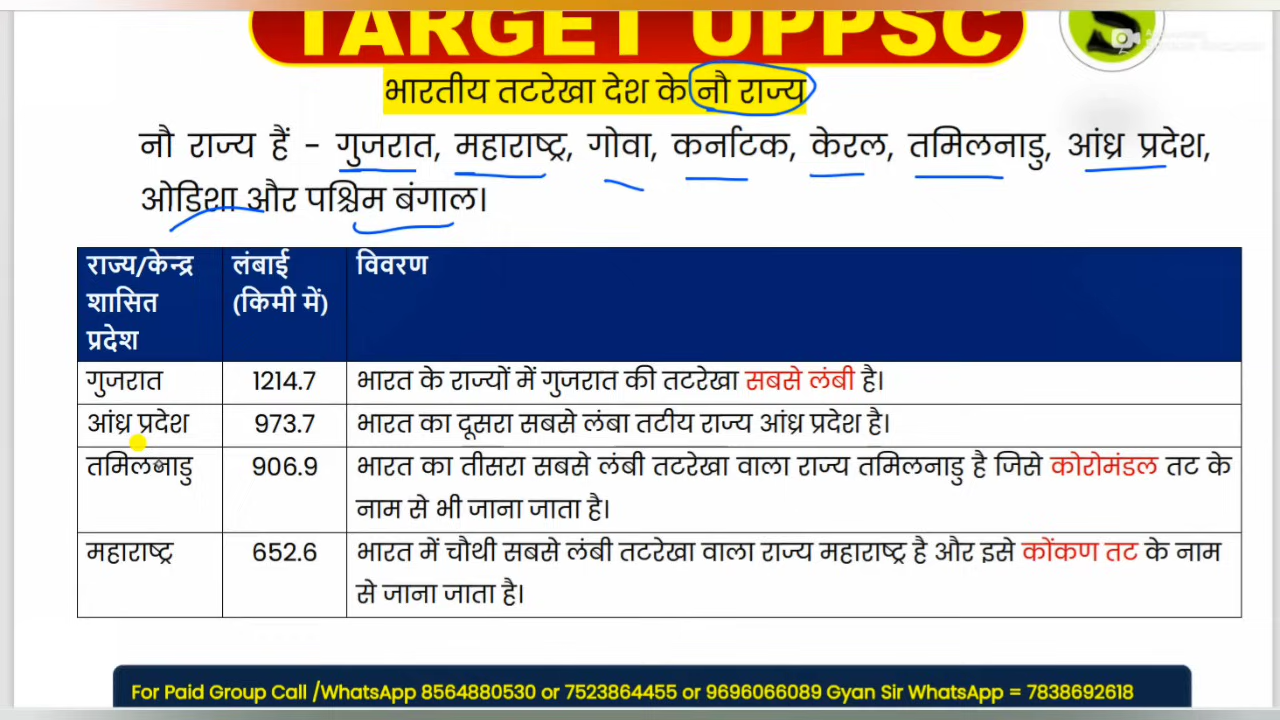 TARGET UPPSC
भारतीय तटरेखा देश के नौ राज्य
नौ राज्य हैं - गुजरात, महाराष्ट्र, गोवा, कर्नाटक, केरल, तमिलनाडु, आंध्र प्रदेश,
ओडिशा और पश्चिम बंगाल।
राज्य/केन्द्र शासित प्रदेश लंबाई (किमी में) विवरण
गुजरात 1214.7 भारत के राज्यों में गुजरात की तटरेखा सबसे लंबी है।
आंध्र प्रदेश 973.7 भारत का दूसरा सबसे लंबा तटीय राज्य आंध्र प्रदेश है।
तमिलनाडु 906.9 भारत का तीसरा सबसे लंबी तटरेखा वाला राज्य तमिलनाडु है जिसे कोरोमंडल तट के
नाम से भी जाना जाता है।
महाराष्ट्र 652.6 भारत में चौथी सबसे लंबी तटरेखा वाला राज्य महाराष्ट्र है और इसे कोंकण तट के नाम
से जाना जाता है।
For Paid Group Call /WhatsApp 8564880530 or 7523864455 or 9696066089 Gyan Sir WhatsApp = 7838692618